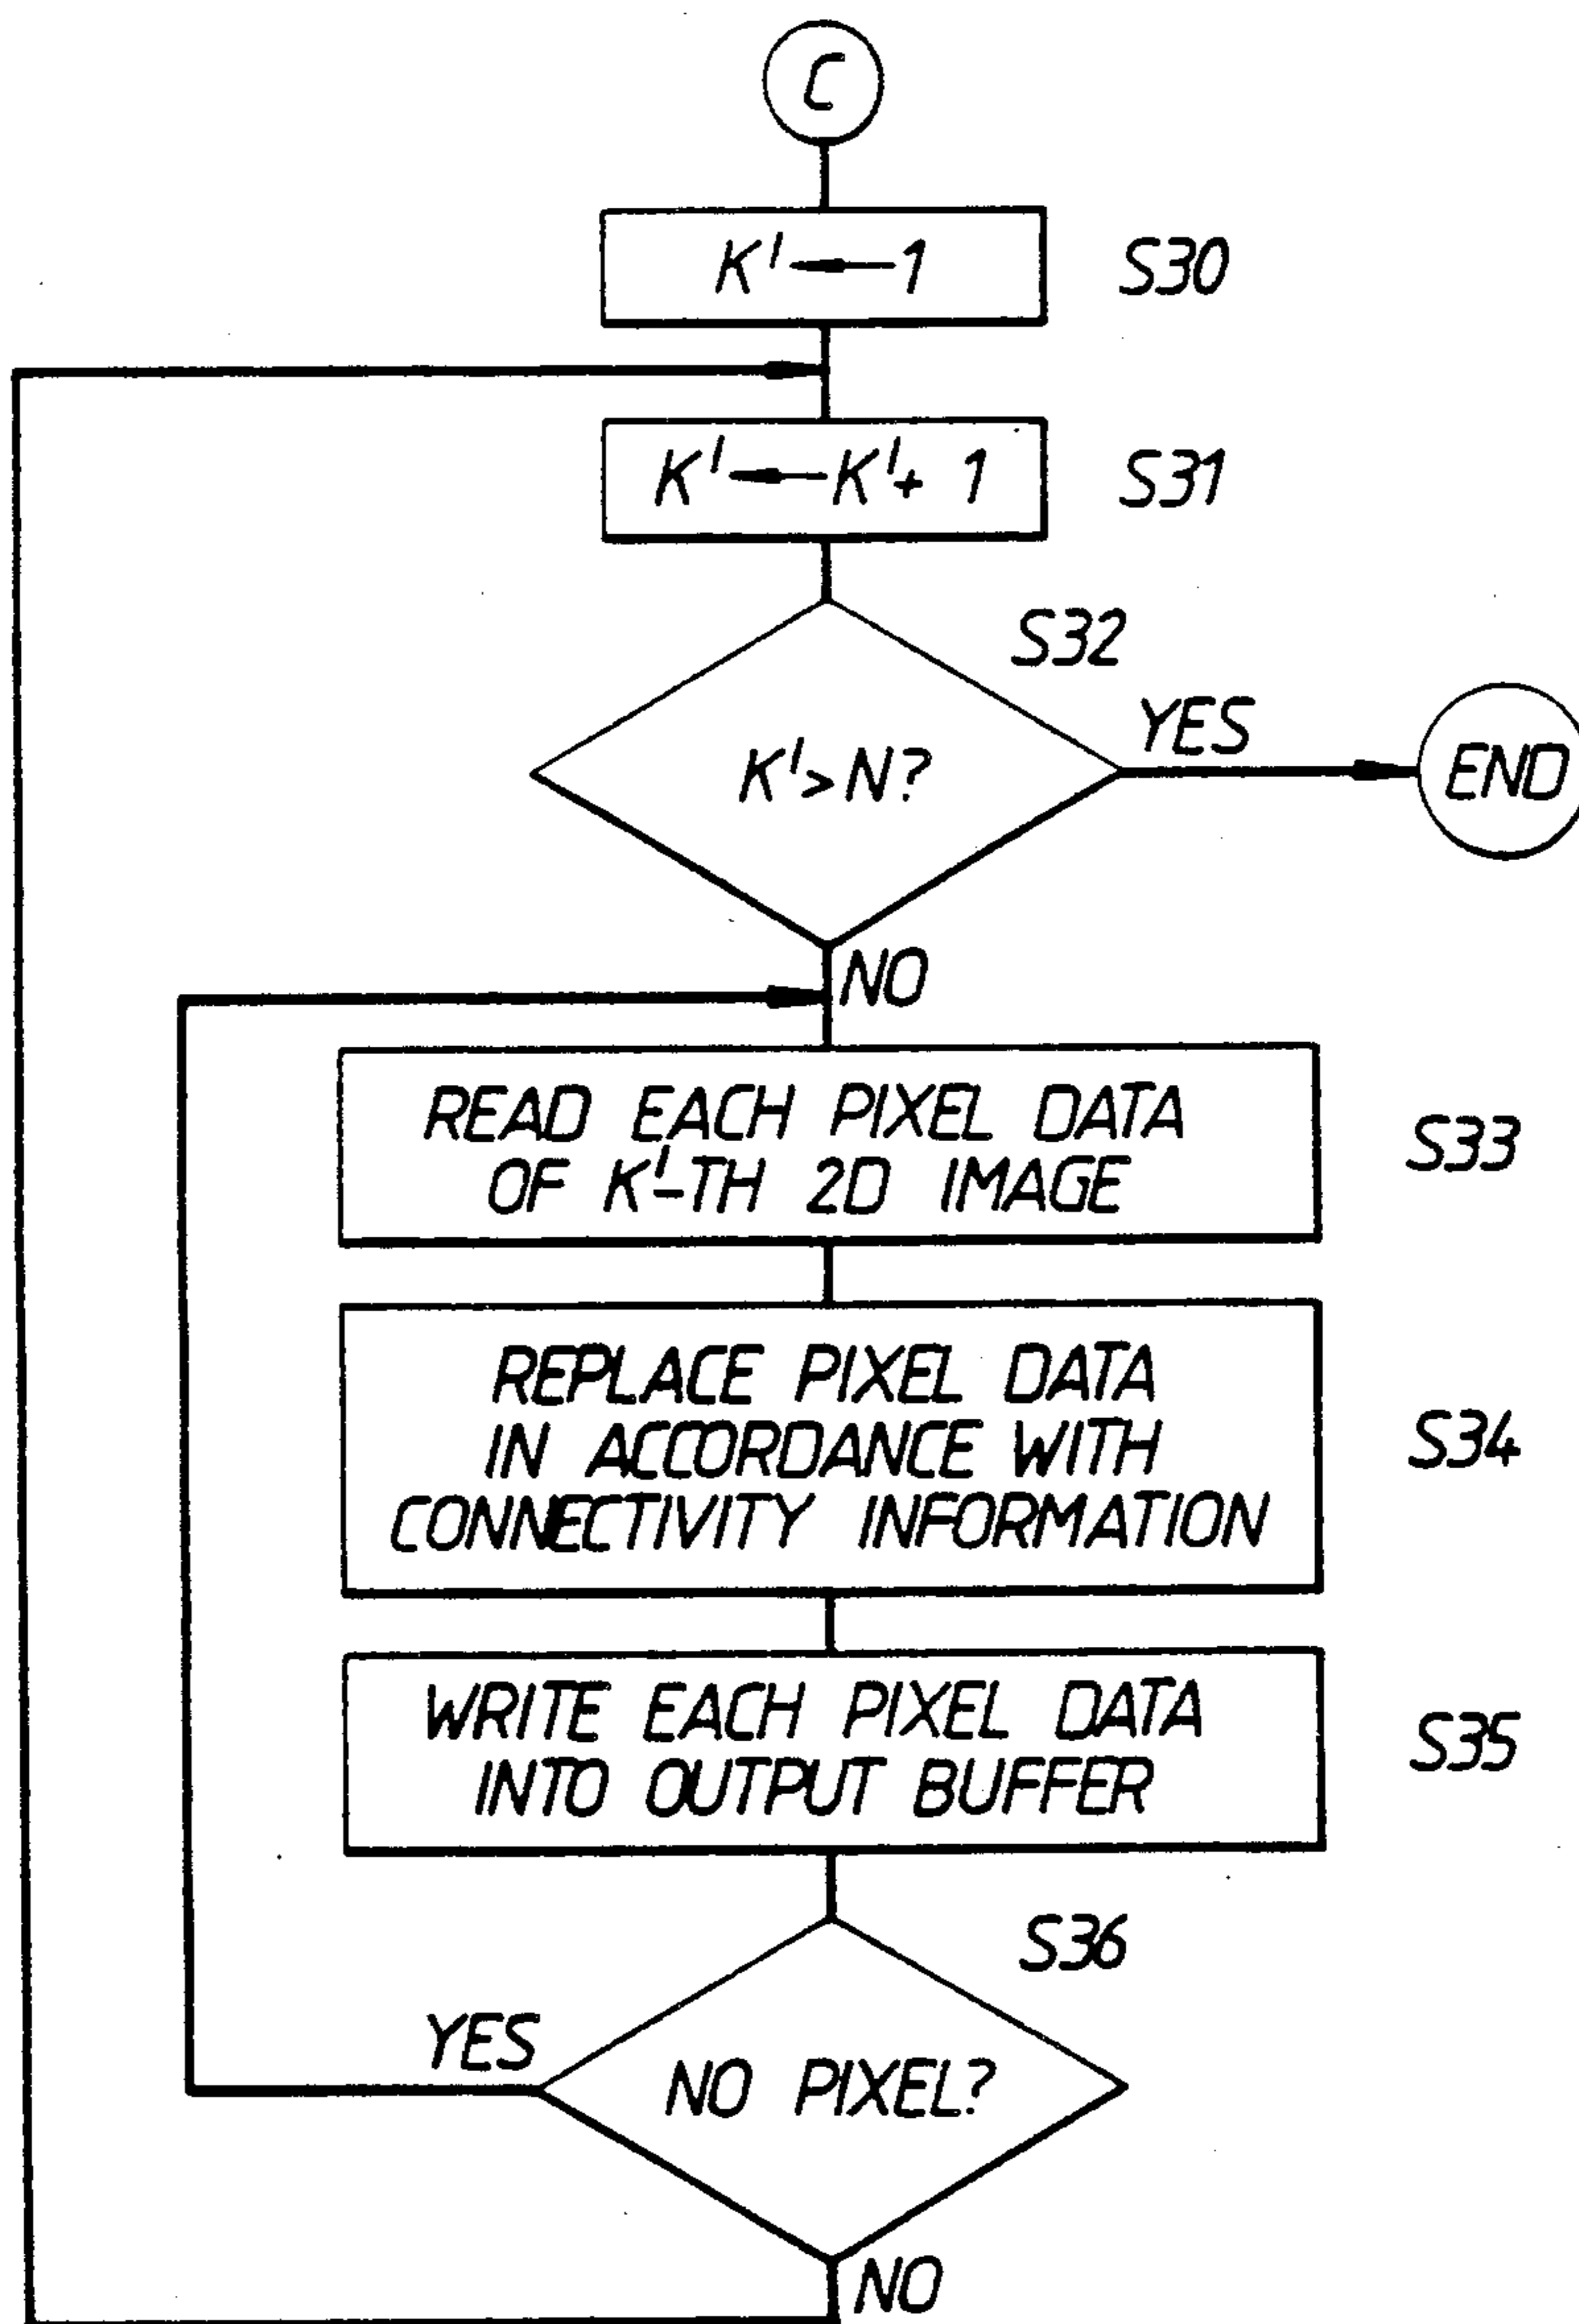 C
K' ← 1
S30
K' ← K' + 1
S31
S32
K' > N?
YES
END
NO
READ EACH PIXEL DATA
OF K'-TH 2D IMAGE
S33
REPLACE PIXEL DATA
IN ACCORDANCE WITH
CONNECTIVITY INFORMATION
S34
WRITE EACH PIXEL DATA
INTO OUTPUT BUFFER
S35
S36
YES
NO PIXEL?
NO